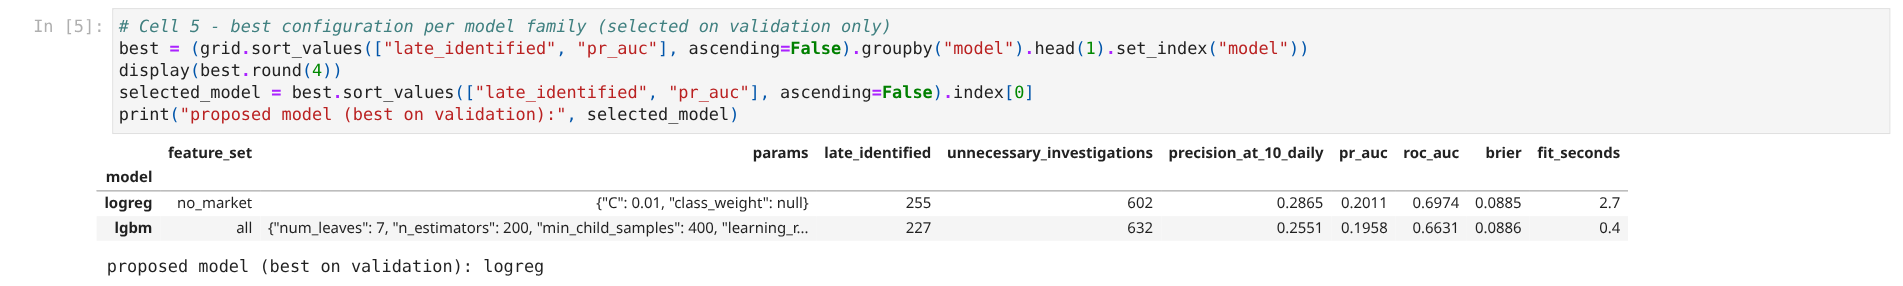 In [5]:
# Cell 5 - best configuration per model family (selected on validation only)
best = (grid.sort_values(["late_identified", "pr_auc"], ascending=False).groupby("model").head(1).set_index("model"))
display(best.round(4))
selected_model = best.sort_values(["late_identified", "pr_auc"], ascending=False).index[0]
print("proposed model (best on validation):", selected_model)
feature_set params late_identified unnecessary_investigations precision_at_10_daily pr_auc roc_auc brier fit_seconds
model
logreg no_market {"C": 0.01, "class_weight": null} 255 602 0.2865 0.2011 0.6974 0.0885 2.7
lgbm all {"num_leaves": 7, "n_estimators": 200, "min_child_samples": 400, "learning_r... 227 632 0.2551 0.1958 0.6631 0.0886 0.4
proposed model (best on validation): logreg